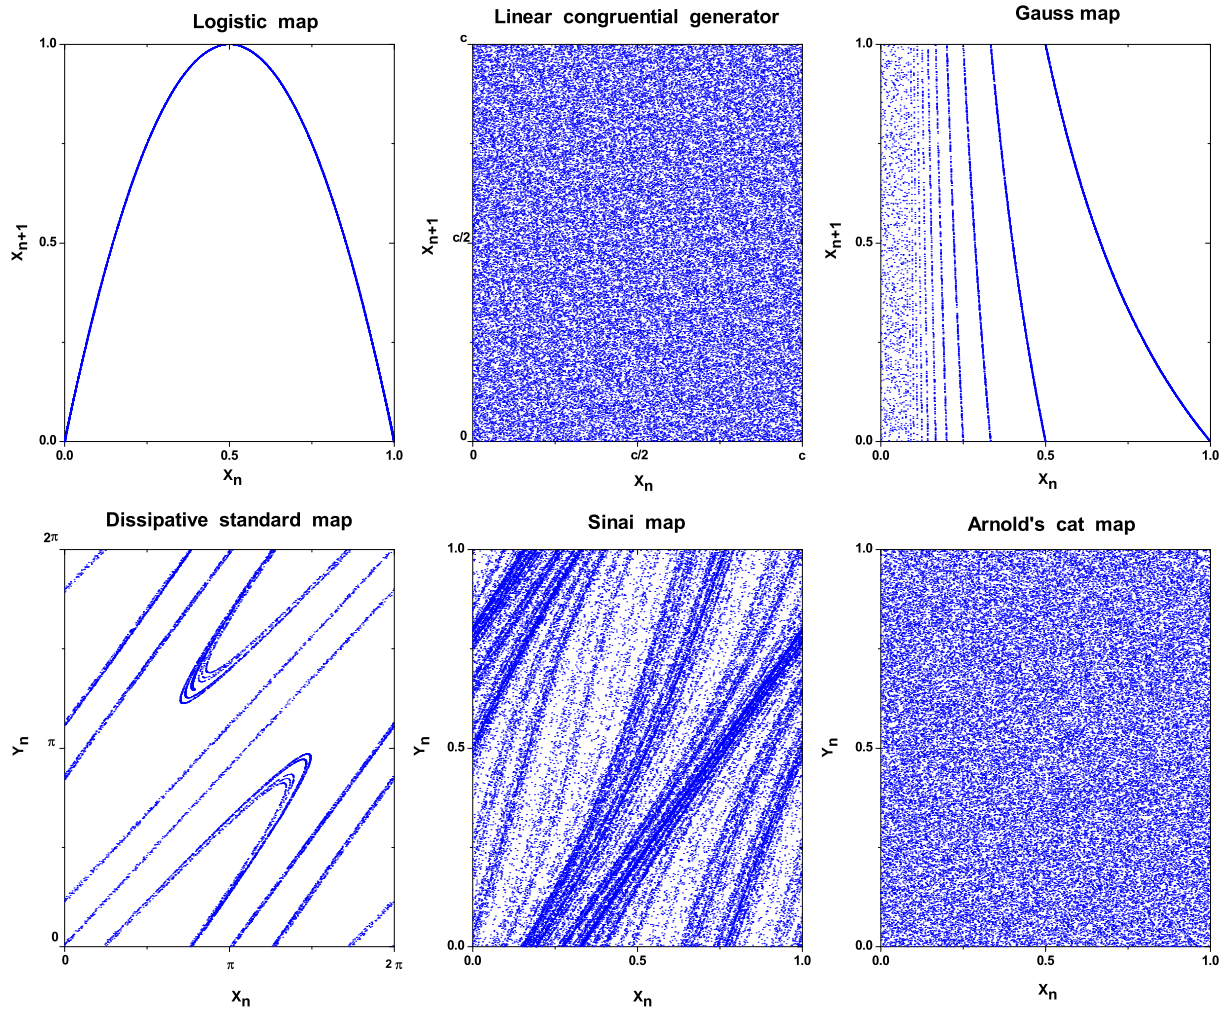 Logistic map
1.0
0.5
0.0
Xn+1
0.0 0.5 1.0
Xn
Linear congruential generator
c
c/2
0
Xn+1
0 c/2 c
Xn
Gauss map
1.0
0.5
0.0
Xn+1
0.0 0.5 1.0
Xn
Dissipative standard map
2π
π
0
Yn
0 π 2π
Xn
Sinai map
1.0
0.5
0.0
Yn
0.0 0.5 1.0
Xn
Arnold's cat map
1.0
0.5
0.0
Yn
0.0 0.5 1.0
Xn